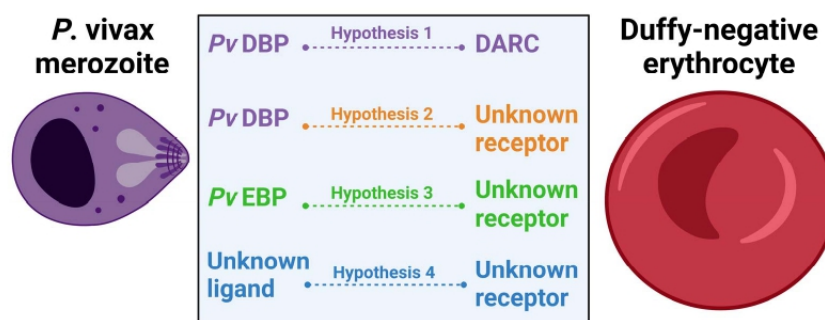 P. vivax
merozoite
Duffy-negative
erythrocyte
Pv DBP Hypothesis 1 DARC
Pv DBP Hypothesis 2 Unknown
receptor
Pv EBP Hypothesis 3 Unknown
receptor
Unknown
ligand Hypothesis 4 Unknown
receptor